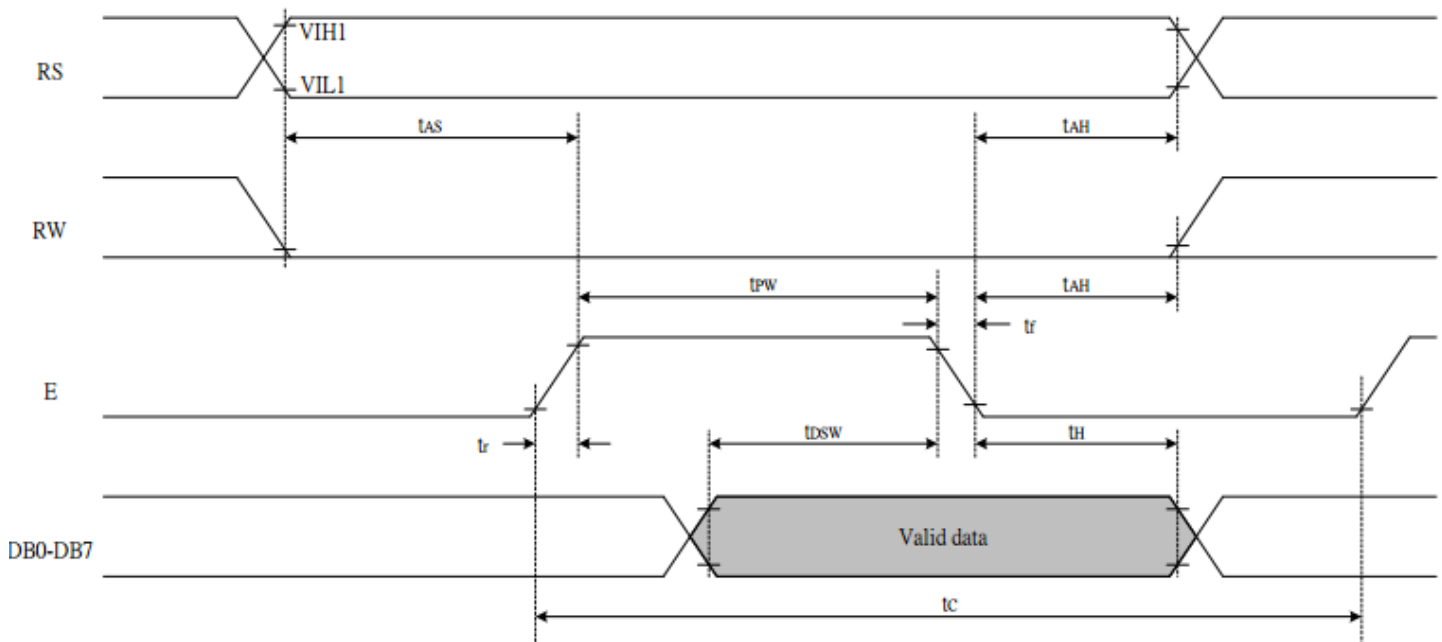 VIH1
RS
VIL1
tAS
tAH
RW
tPW
tAH
tf
E
tr
tDSW
tH
DB0-DB7
Valid data
tC